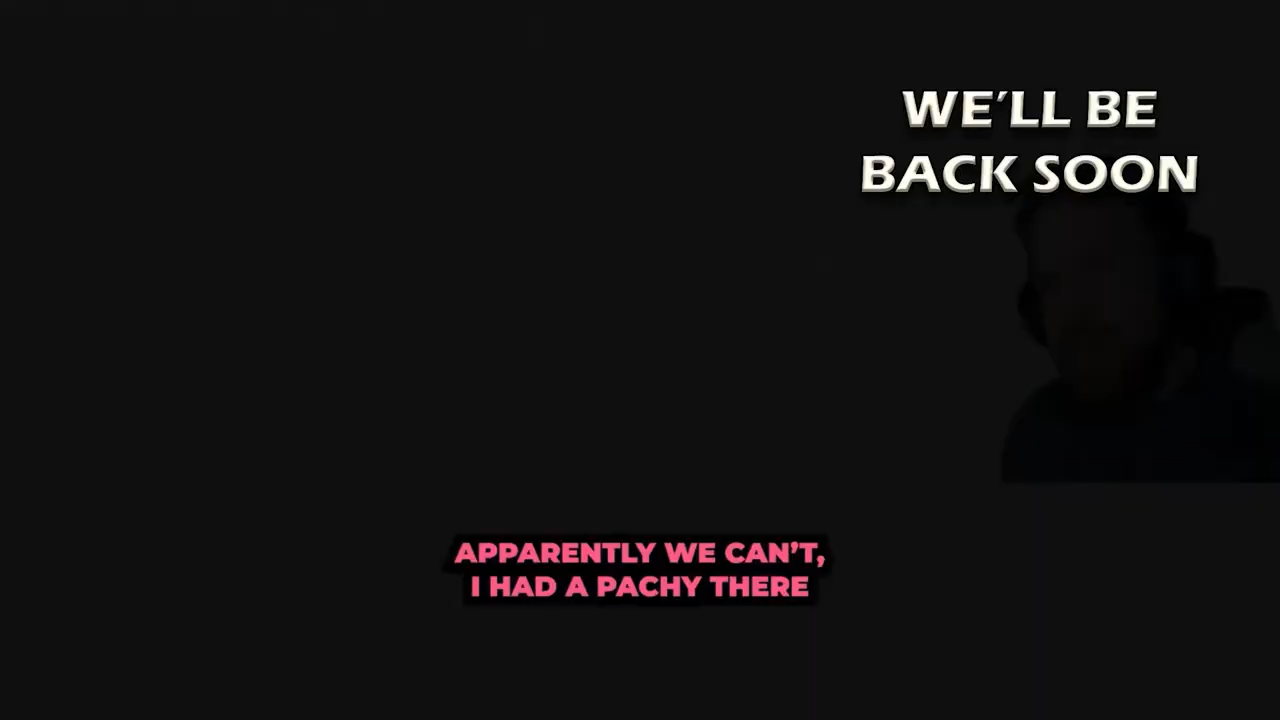 WE'LL BE
BACK SOON
APPARENTLY WE CAN'T,
I HAD A PACHY THERE